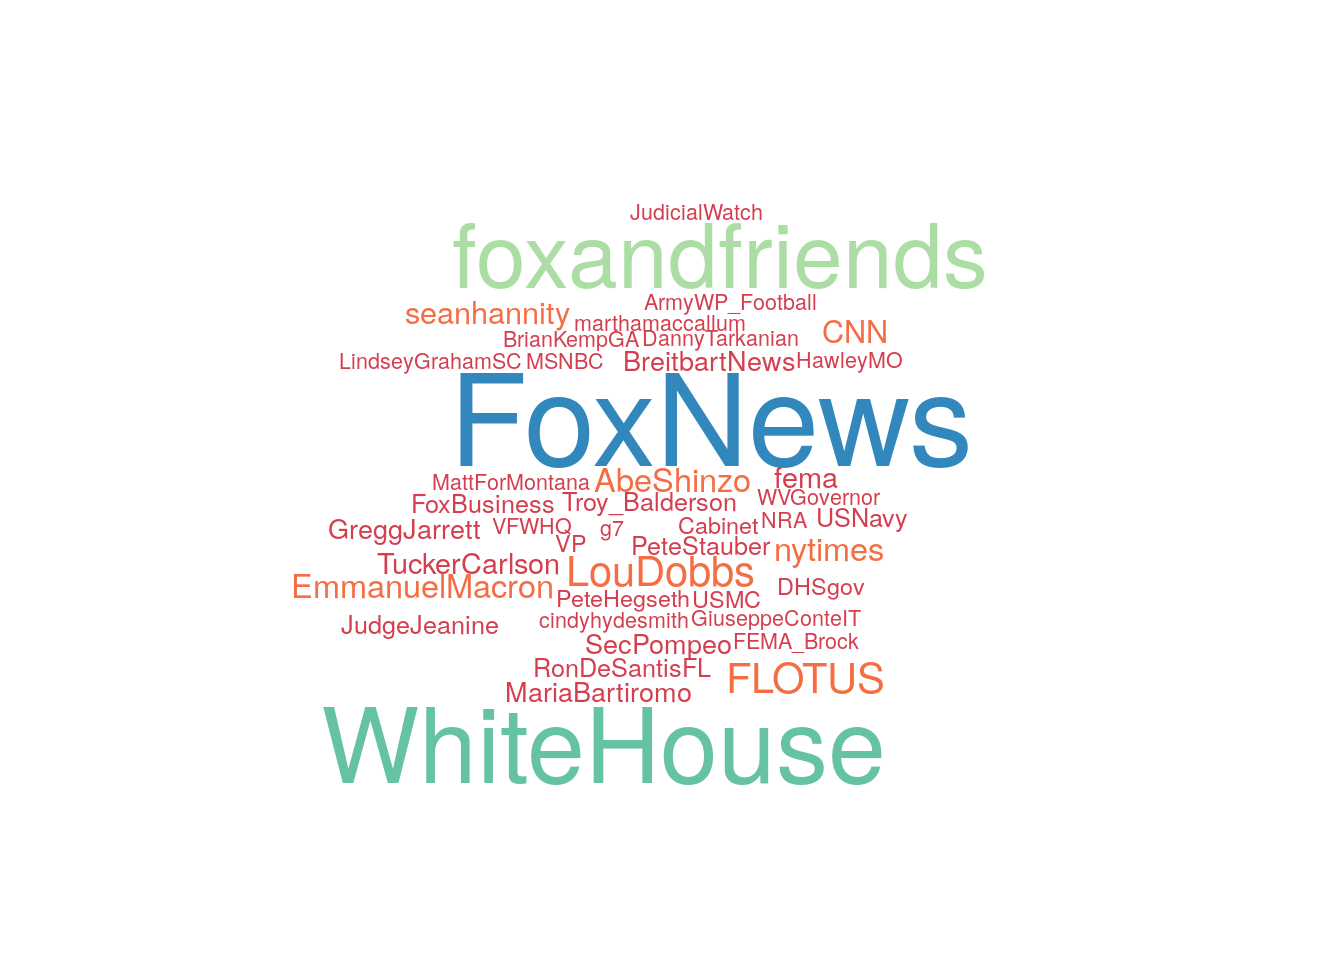 JudicialWatch
foxandfriends
ArmyWP_Football
seanhannity
marthamaccallum
CNN
BrianKempGA DannyTarkanian
LindseyGrahamSC MSNBC BreitbartNews HawleyMO
FoxNews
MattForMontana AbeShinzo fema
FoxBusiness Troy_Balderson WVGovernor
GreggJarrett VFWHQ g7 Cabinet NRA USNavy
VP PeteStauber nytimes
TuckerCarlson LouDobbs
EmmanuelMacron DHSgov
PeteHegseth USMC
JudgeJeanine cindyhydesmith GiuseppeConteIT
SecPompeo FEMA_Brock
RonDeSantisFL FLOTUS
MariaBartiromo
WhiteHouse